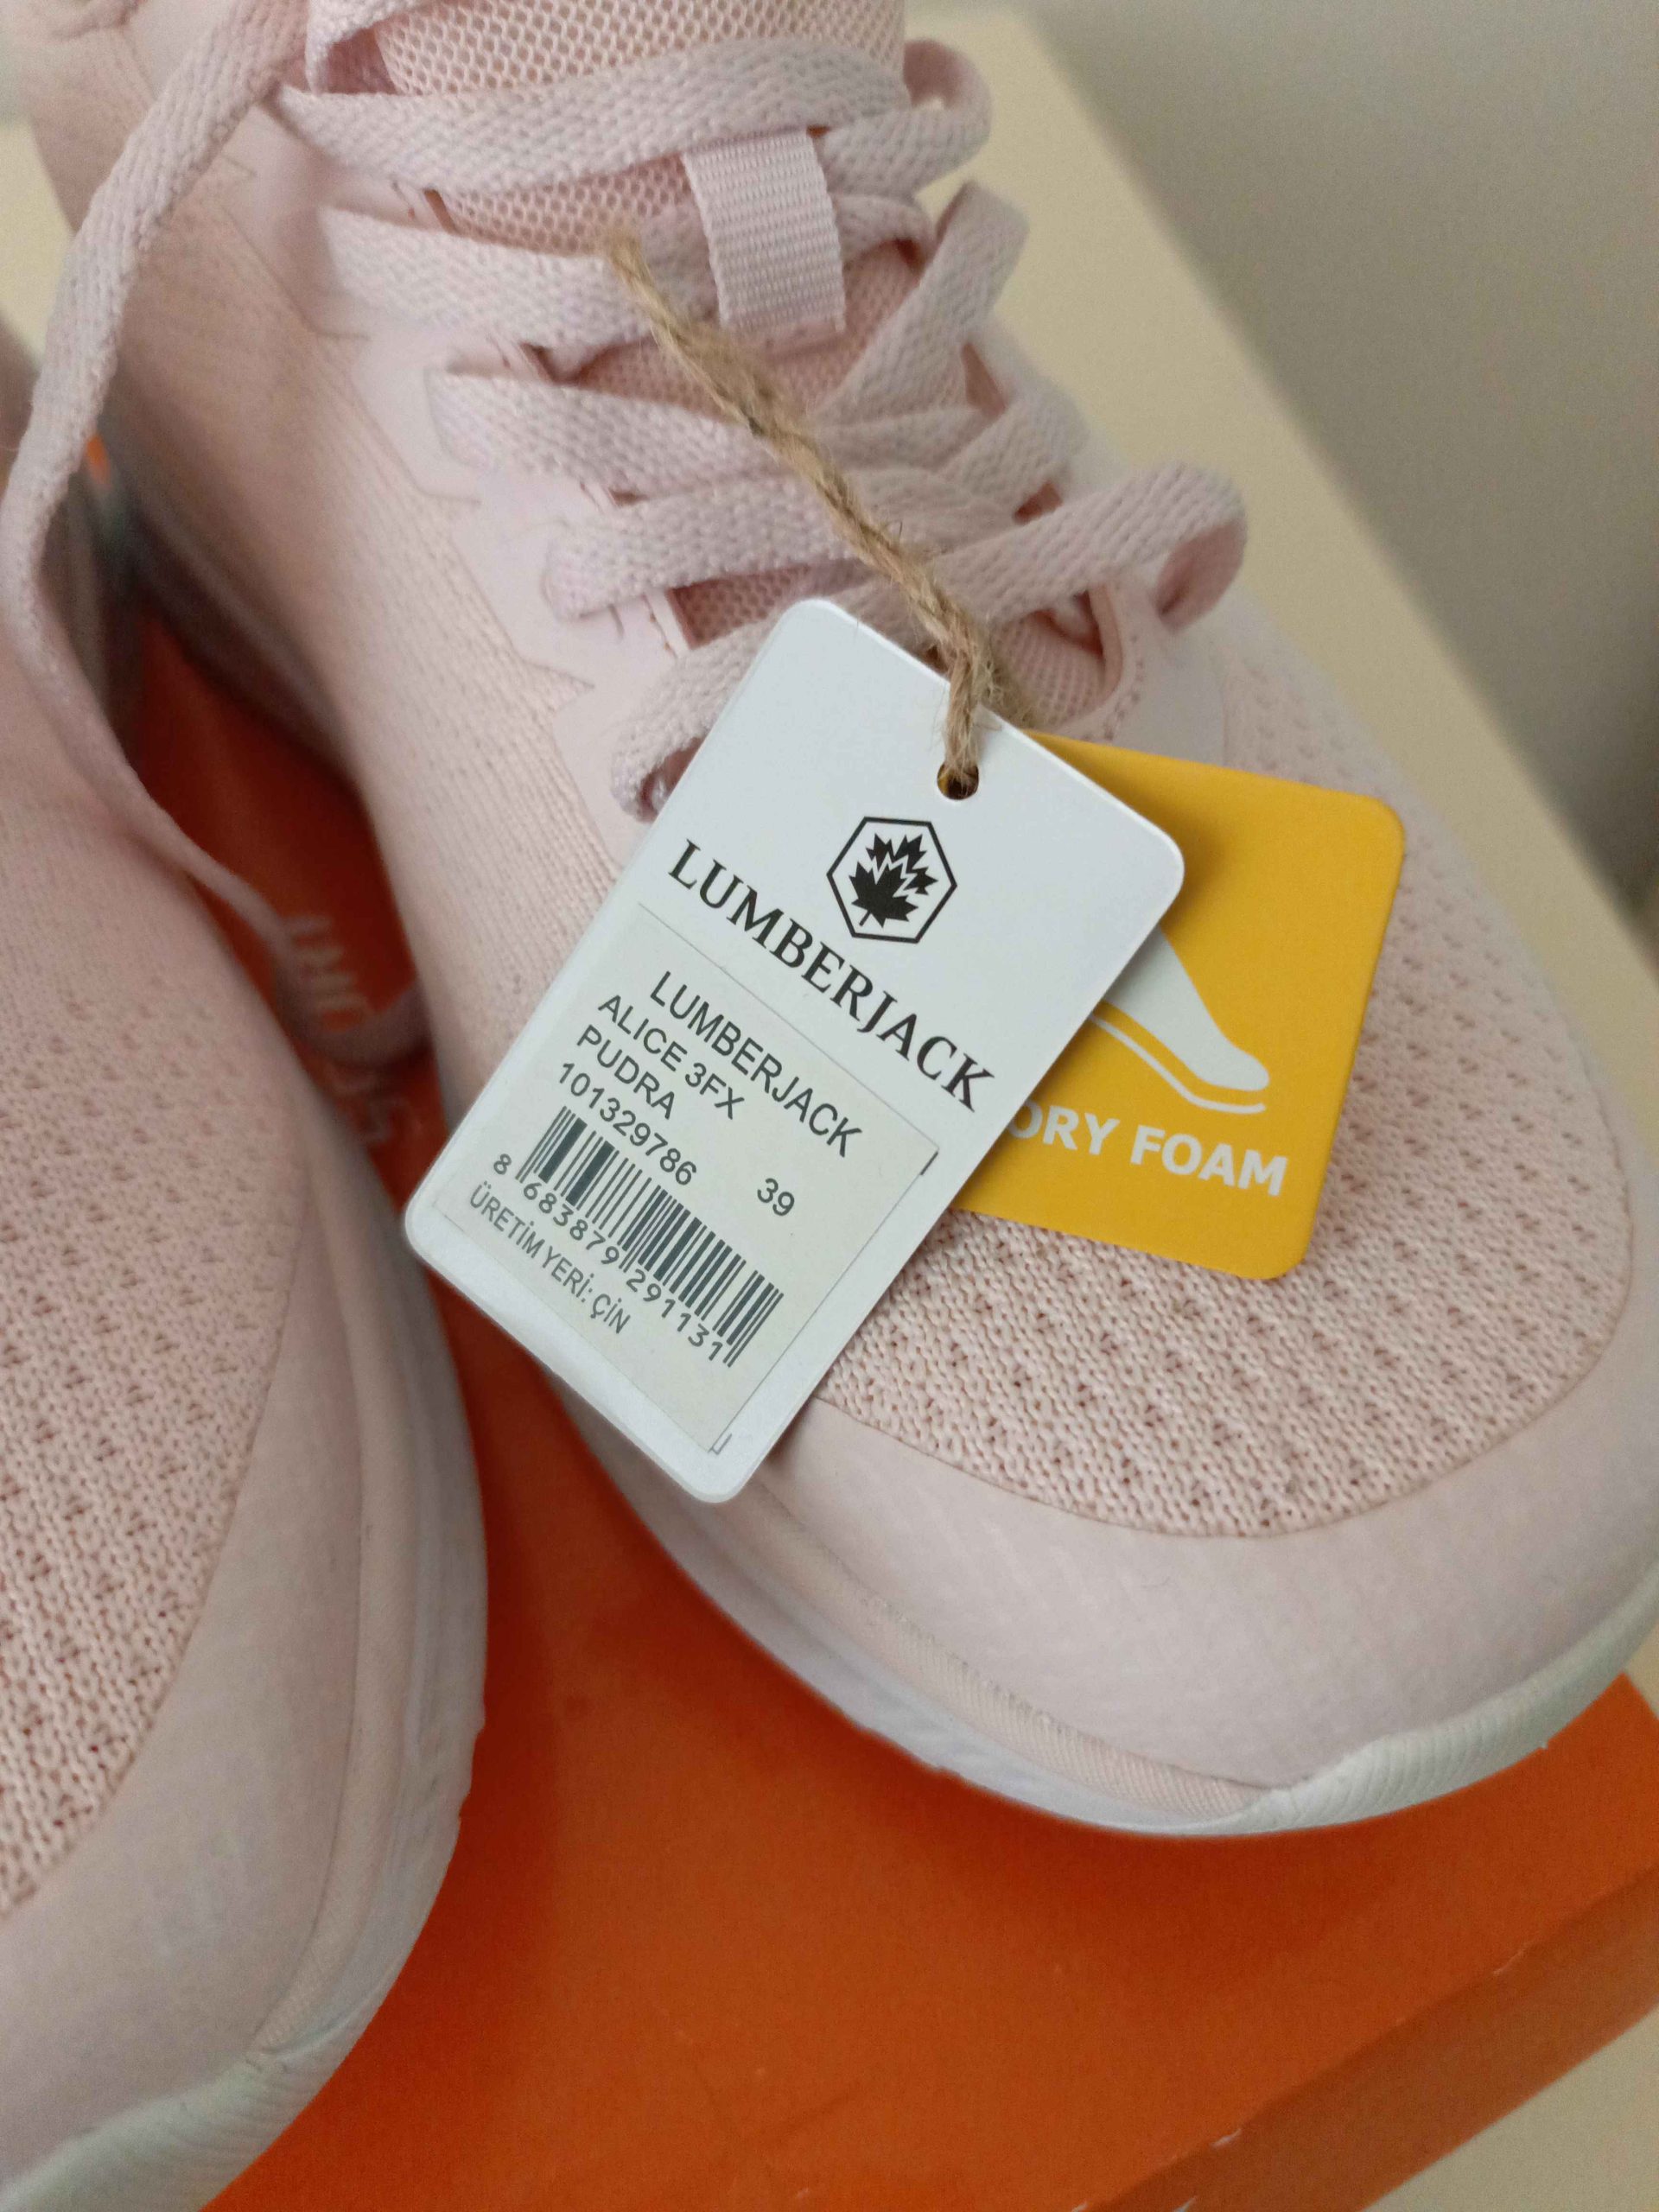 LUMBERJACK
LUMBERJACK
ALICE 3FX
PUDRA
101329786 39
8 683879 291131
ÜRETİM YERİ: ÇİN
ORY FOAM